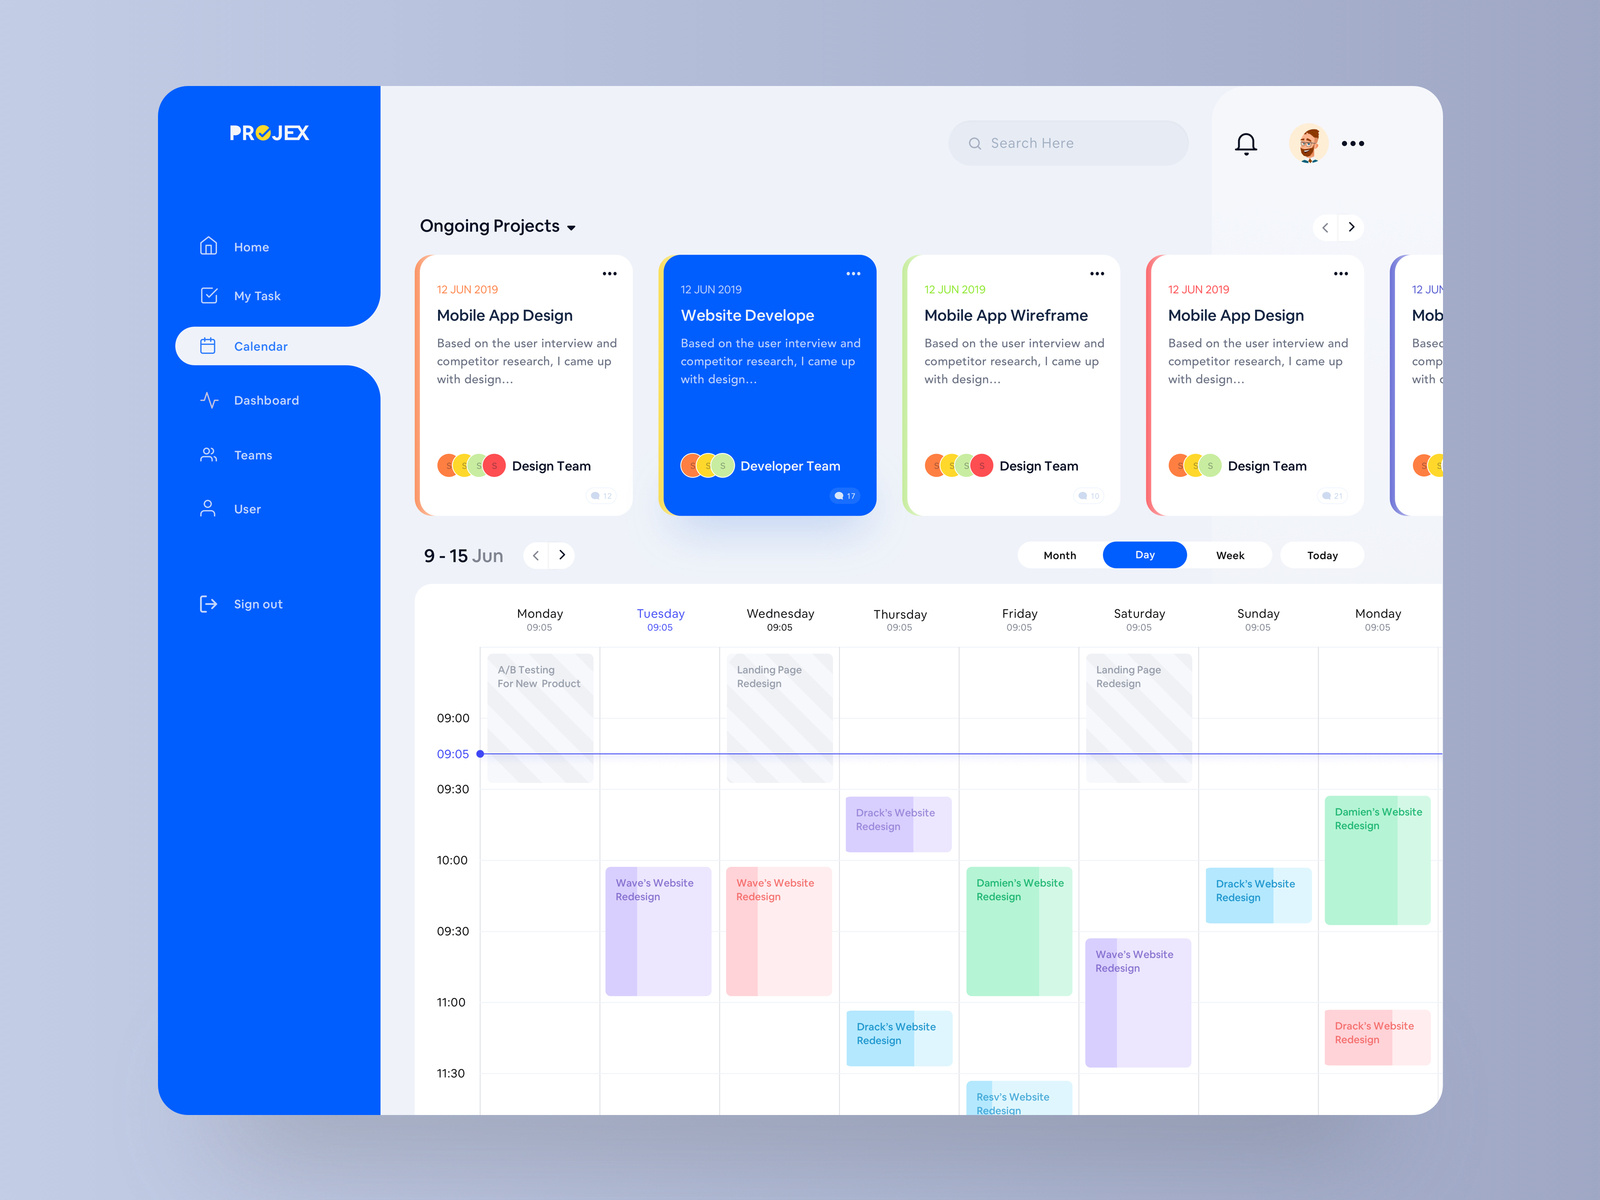 PROJEX
Search Here
Home
My Task
Calendar
Dashboard
Teams
User
Sign out
Ongoing Projects
12 JUN 2019
Mobile App Design
Based on the user interview and
competitor research, I came up
with design...
S S S S Design Team
12
12 JUN 2019
Website Develope
Based on the user interview and
competitor research, I came up
with design...
S S S Developer Team
17
12 JUN 2019
Mobile App Wireframe
Based on the user interview and
competitor research, I came up
with design...
S S S S Design Team
10
12 JUN 2019
Mobile App Design
Based on the user interview and
competitor research, I came up
with design...
S S S Design Team
21
12 JUN
Mob
Based
comp
with d
S S
9 - 15 Jun
Month
Day
Week
Today
Monday
09:05
Tuesday
09:05
Wednesday
09:05
Thursday
09:05
Friday
09:05
Saturday
09:05
Sunday
09:05
Monday
09:05
A/B Testing
For New Product
Landing Page
Redesign
Landing Page
Redesign
09:00
09:05
09:30
Drack's Website
Redesign
Damien's Website
Redesign
10:00
Wave's Website
Redesign
Wave's Website
Redesign
Damien's Website
Redesign
Drack's Website
Redesign
09:30
Wave's Website
Redesign
11:00
Drack's Website
Redesign
Drack's Website
Redesign
11:30
Resv's Website
Redesign